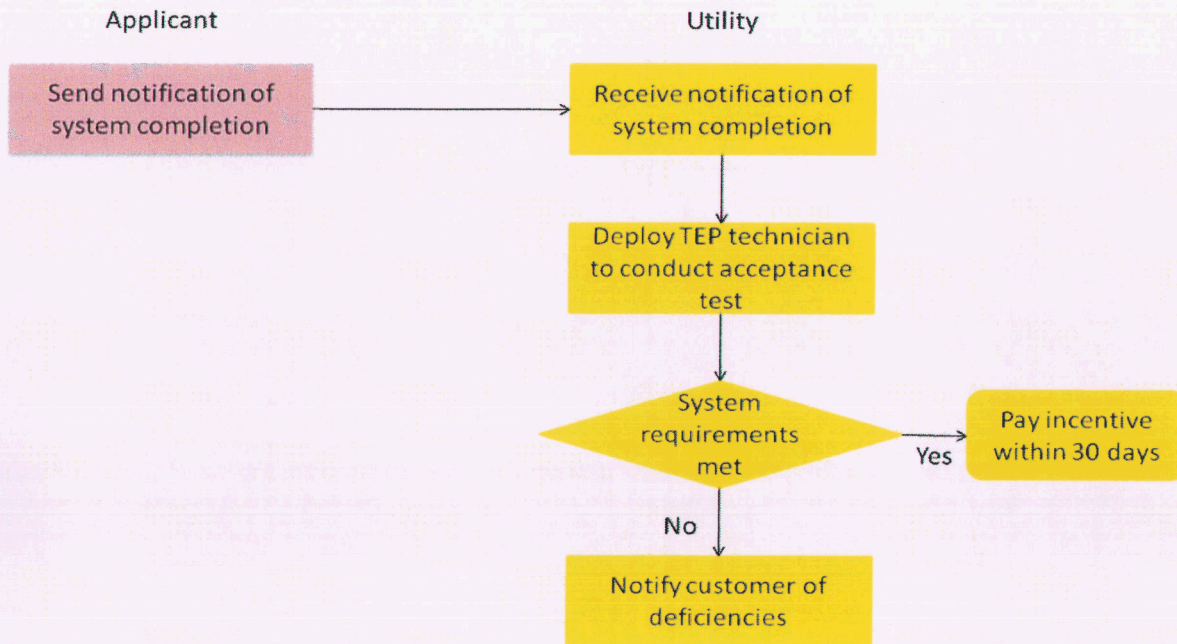 Applicant
Utility
Send notification of
system completion
Receive notification of
system completion
Deploy TEP technician
to conduct acceptance
test
System
requirements
met
Yes
Pay incentive
within 30 days
No
Notify customer of
deficiencies